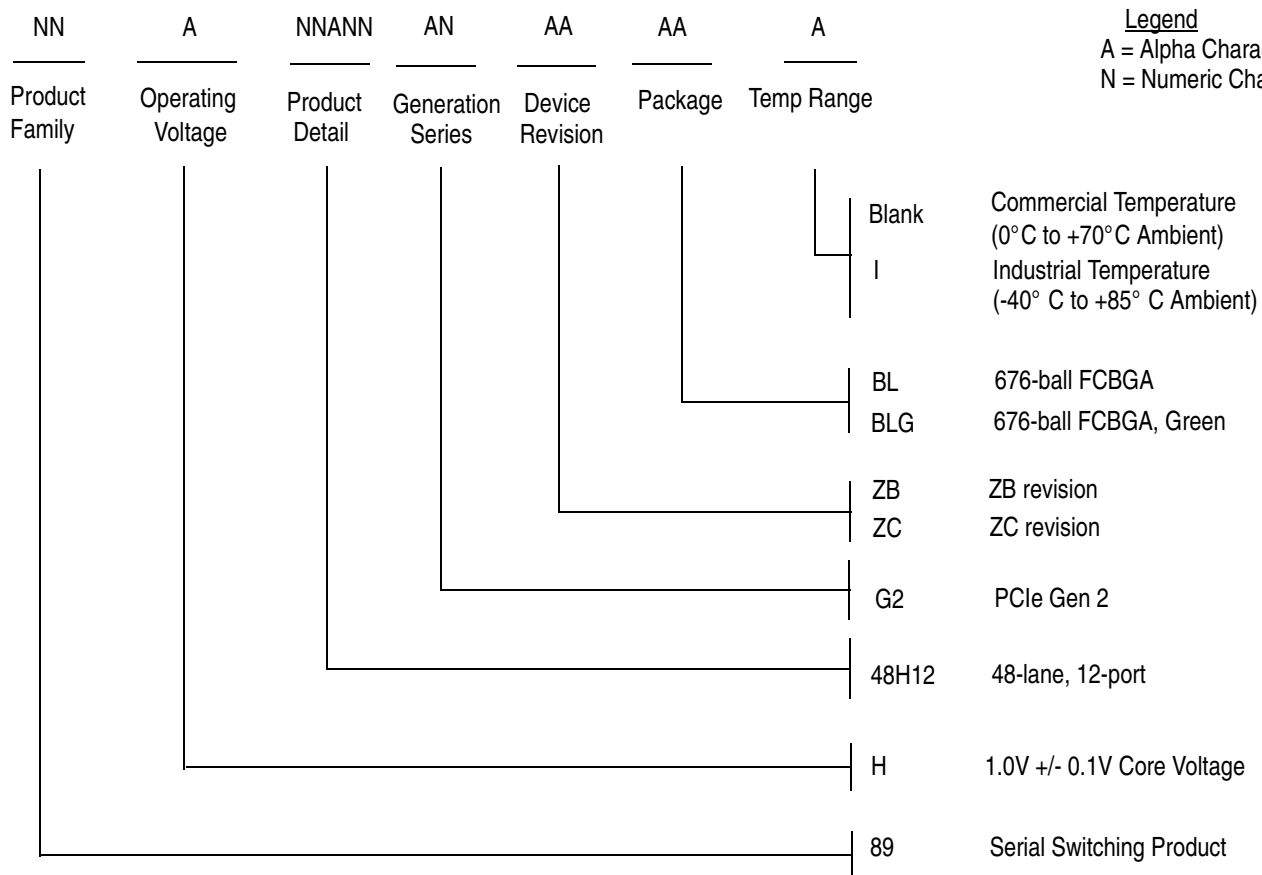 NN A NNANN AN AA AA A
Legend
A = Alpha
N = Numeric
Product Family
Operating Voltage
Product Detail
Generation Series
Device Revision
Package
Temp Range
Blank Commercial Temperature
(0°C to +70°C Ambient)
I Industrial Temperature
(-40° C to +85° C Ambient)
BL 676-ball FCBGA
BLG 676-ball FCBGA, Green
ZB ZB revision
ZC ZC revision
G2 PCIe Gen 2
48H12 48-lane, 12-port
H 1.0V +/- 0.1V Core Voltage
89 Serial Switching Product